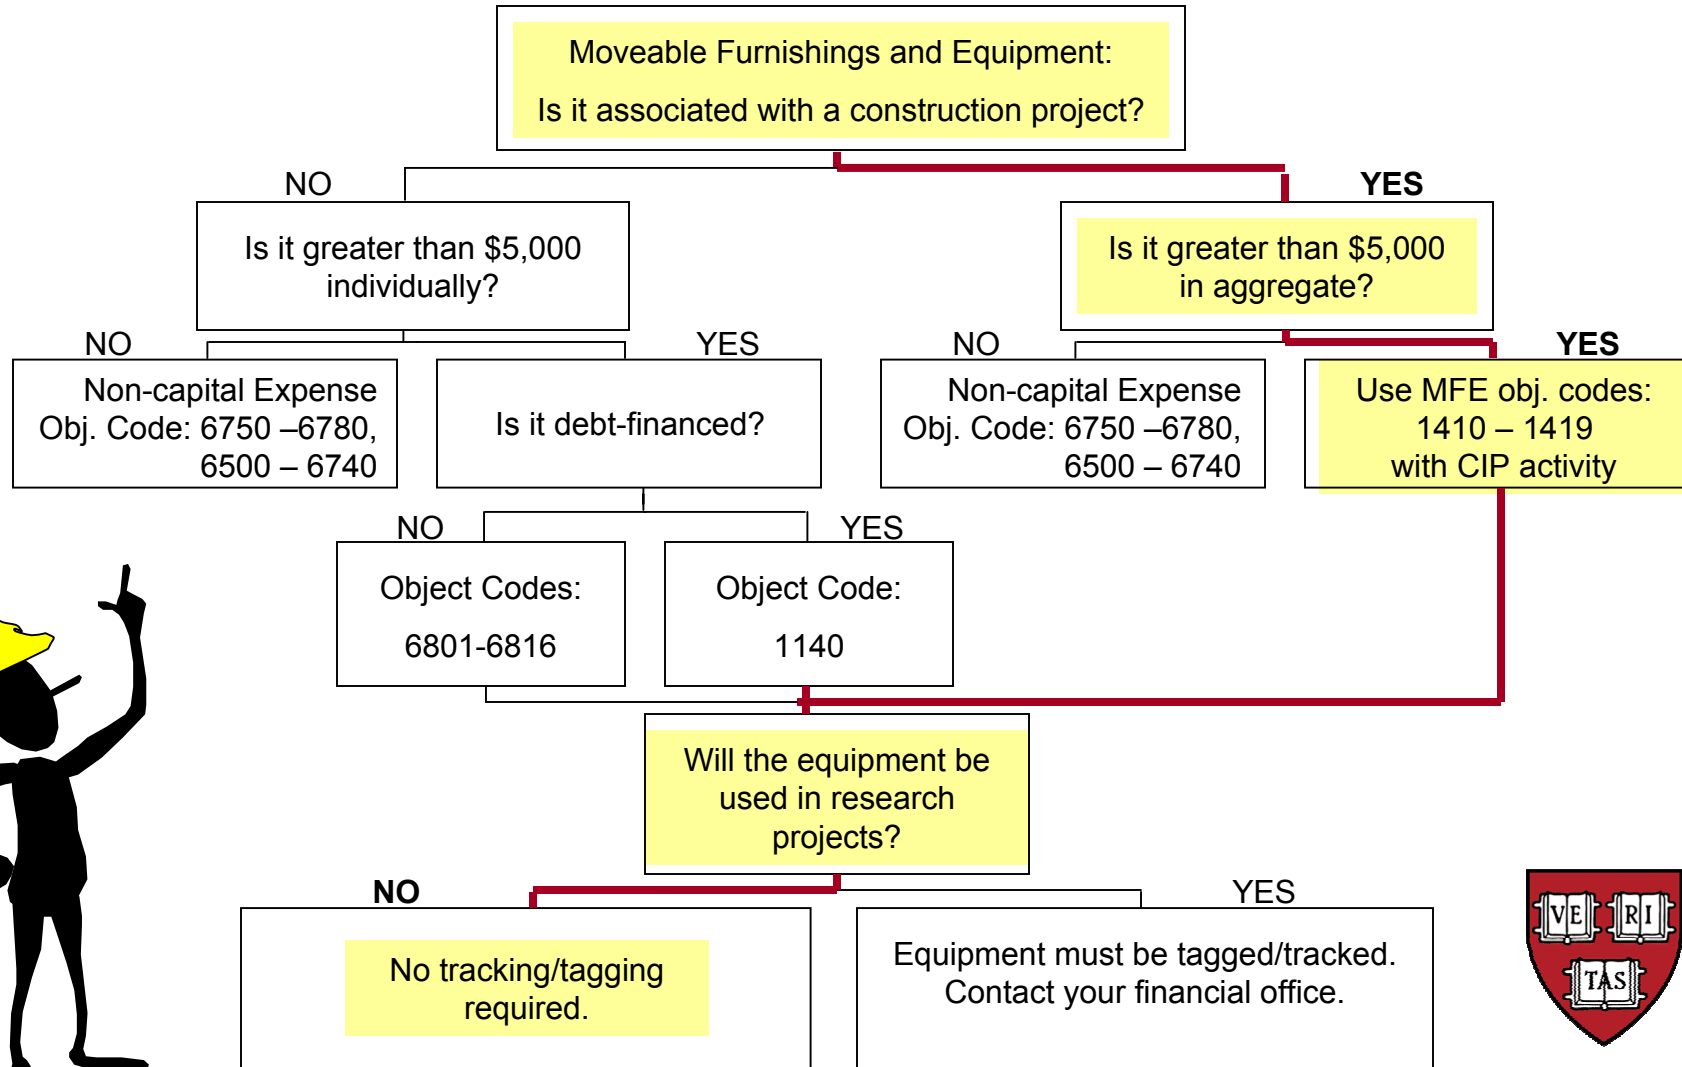 Moveable Furnishings and Equipment:
Is it associated with a construction project?
NO
YES
Is it greater than $5,000
individually?
Is it greater than $5,000
in aggregate?
NO
YES
NO
YES
Non-capital Expense
Obj. Code: 6750 –6780,
6500 – 6740
Is it debt-financed?
Non-capital Expense
Obj. Code: 6750 –6780,
6500 – 6740
Use MFE obj. codes:
1410 – 1419
with CIP activity
NO
YES
Object Codes:
6801-6816
Object Code:
1140
Will the equipment be
used in research
projects?
NO
YES
No tracking/tagging
required.
Equipment must be tagged/tracked.
Contact your financial office.
VE RI
TAS